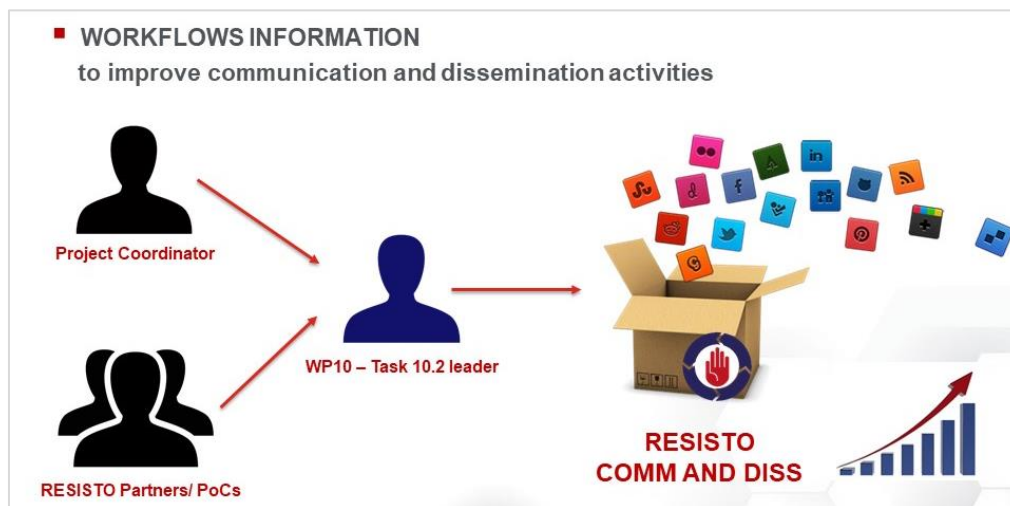 WORKFLOWS INFORMATION
to improve communication and dissemination activities
Project Coordinator
WP10 – Task 10.2 leader
RESISTO Partners/ PoCs
RESISTO
COMM AND DISS
in
f